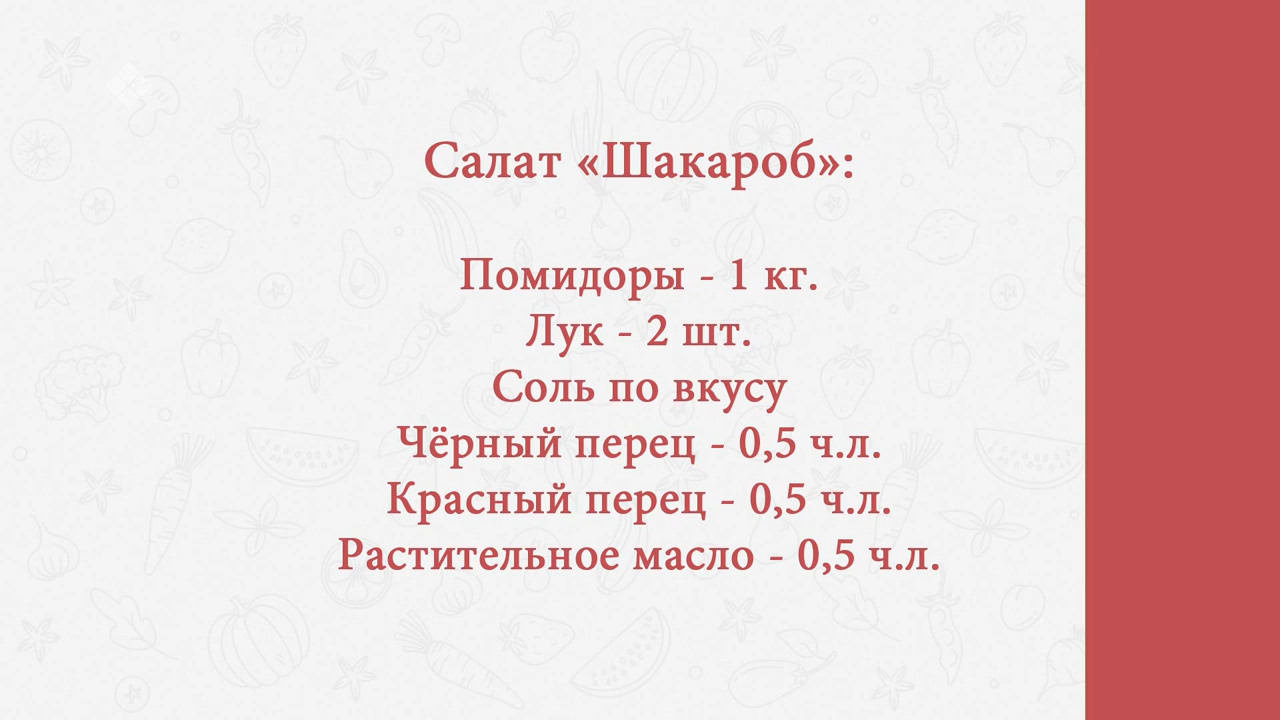 Салат «Шакароб»:
Помидоры - 1 кг.
Лук - 2 шт.
Соль по вкусу
Чёрный перец - 0,5 ч.л.
Красный перец - 0,5 ч.л.
Растительное масло - 0,5 ч.л.